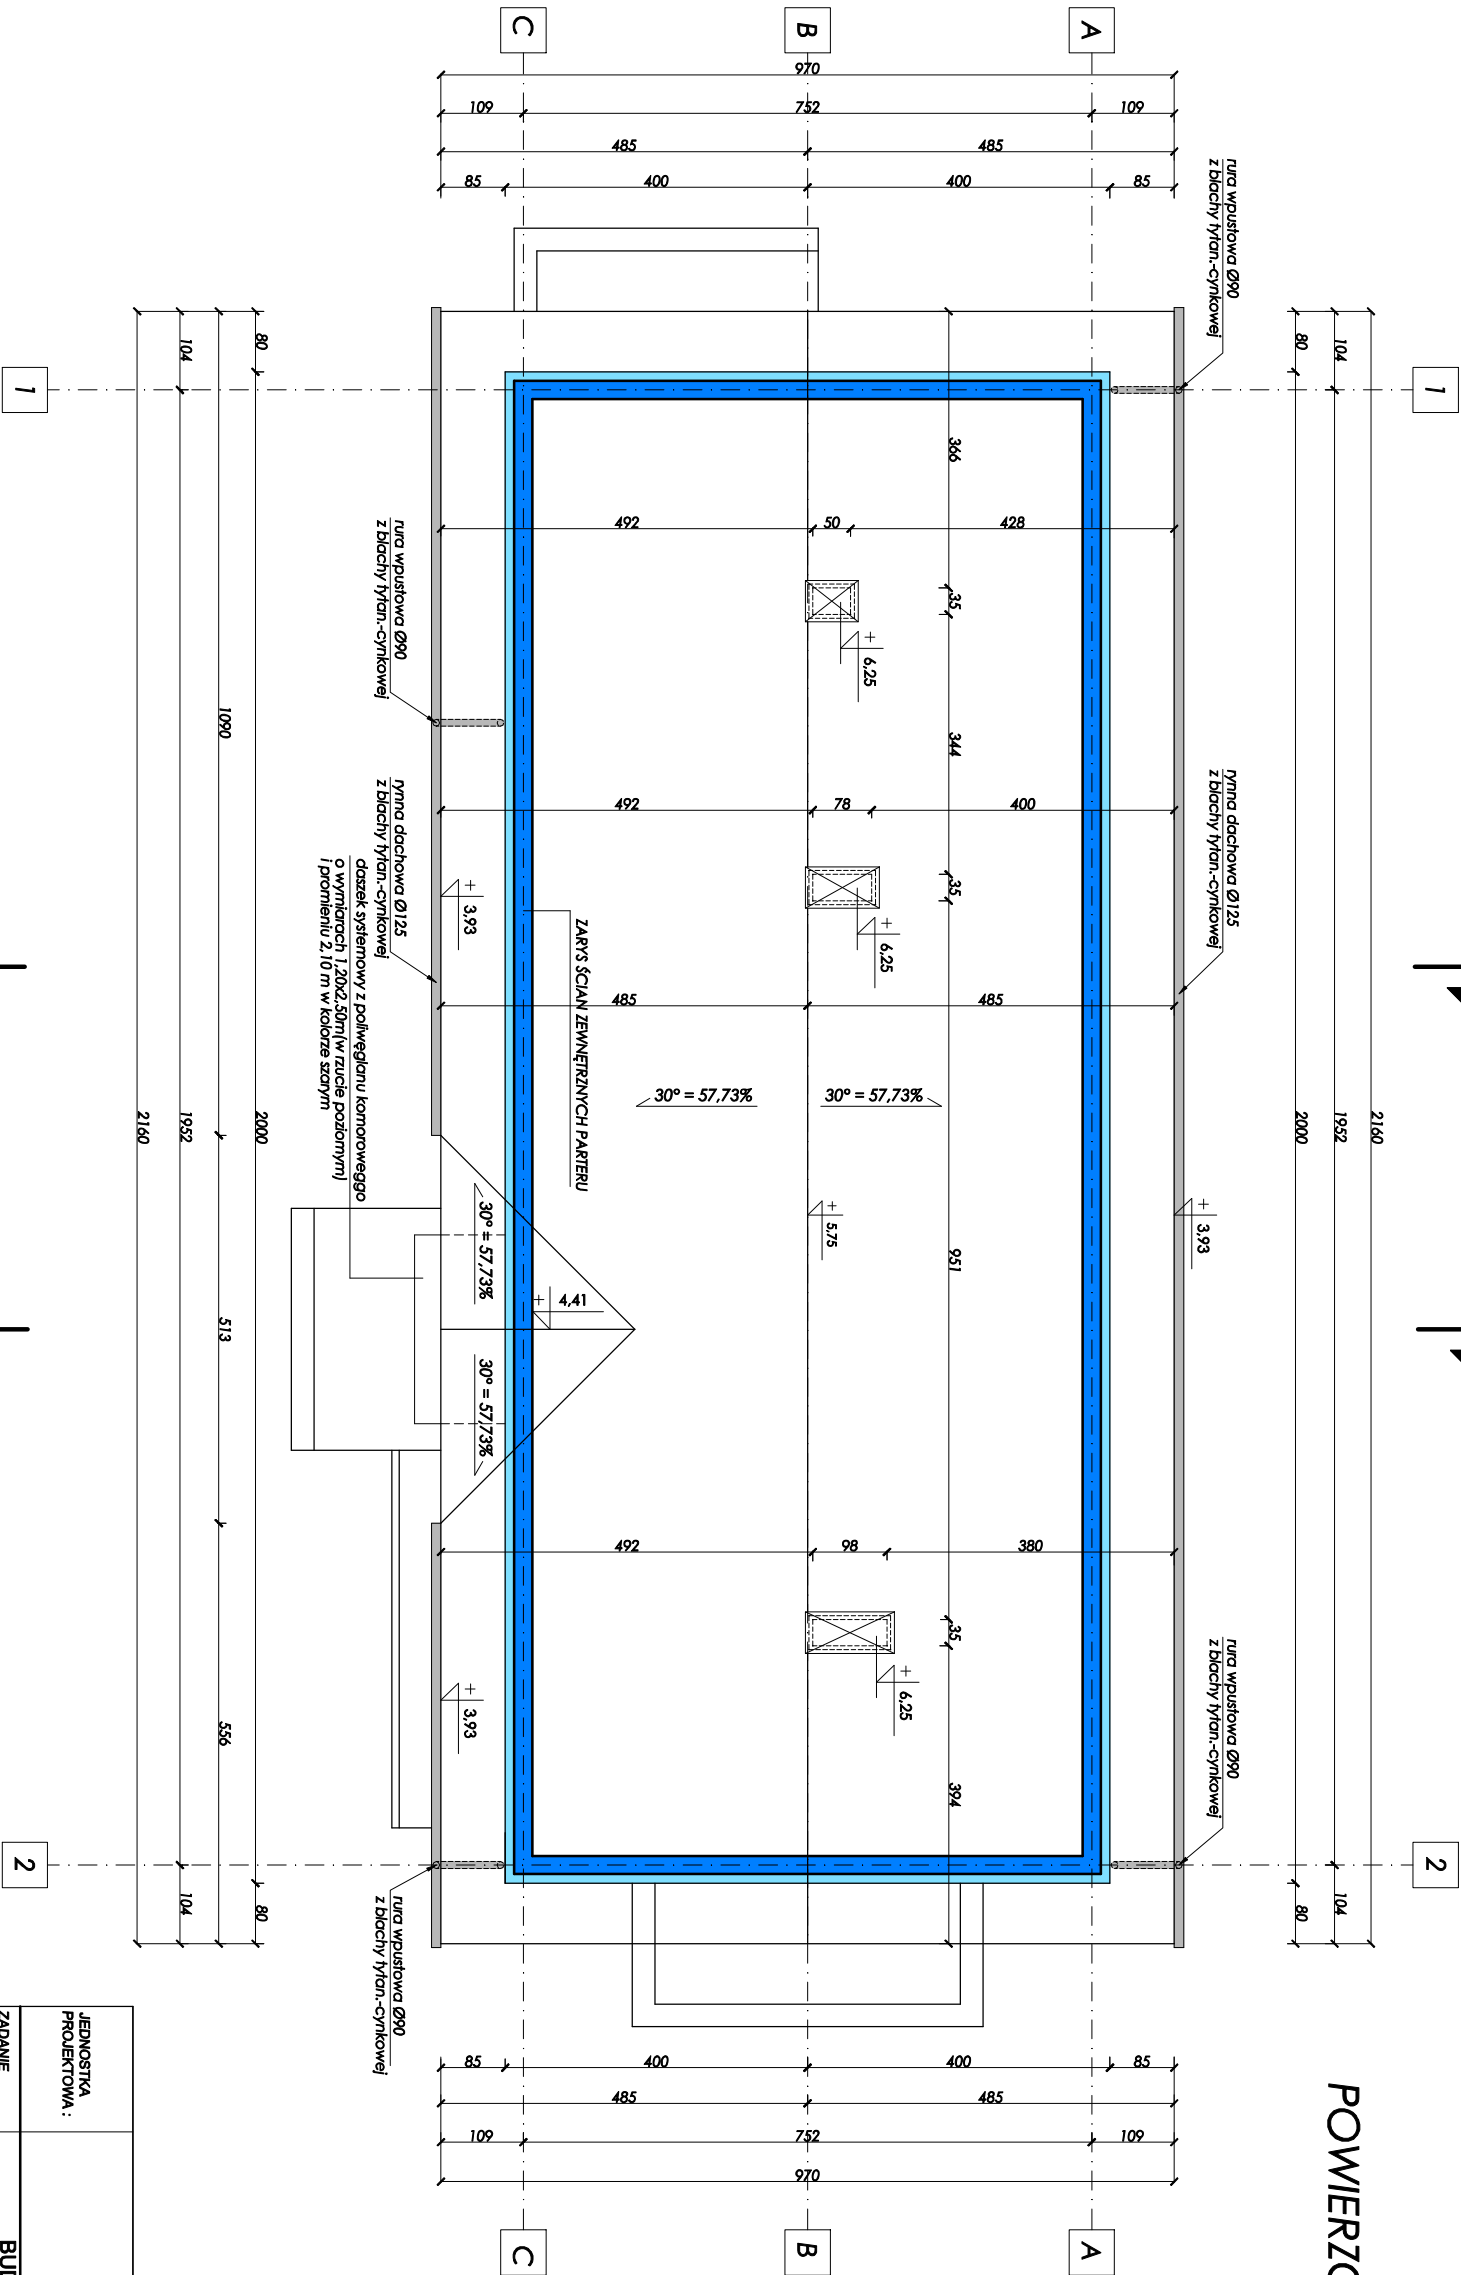 C
B
A
970
109
752
109
485
485
85
400
400
85
rura wpustowa Ø90
z blachy tytan.-cynkowej
2160
104
1952
104
80
2000
80
1
1
rynna dachowa Ø125
z blachy tytan.-cynkowej
rura wpustowa Ø90
z blachy tytan.-cynkowej
366
35
344
35
951
35
394
492
50
428
+
6,25
492
78
400
+
6,25
485
485
30° = 57,73%
30° = 57,73%
+
5,75
+
3,93
492
98
380
+
6,25
ZARYS ŚCIAN ZEWNĘTRZNYCH PARTERU
+
4,41
30° = 57,73%
30° = 57,73%
+
3,93
+
3,93
rura wpustowa Ø90
z blachy tytan.-cynkowej
rynna dachowa Ø125
z blachy tytan.-cynkowej
daszek systemowy z poliwęglanu komoroweggo
o wymiarach 1,20x2,50m(w rzucie poziomym)
i promieniu 2,10 m w kolorze szarym
rura wpustowa Ø90
z blachy tytan.-cynkowej
80
2000
80
1090
513
556
104
1952
104
2160
2
2
85
400
400
85
485
485
109
752
109
970
C
B
A
POWIERZC
JEDNOSTKA
PROJEKTOWA :
ZADANIE
BUD